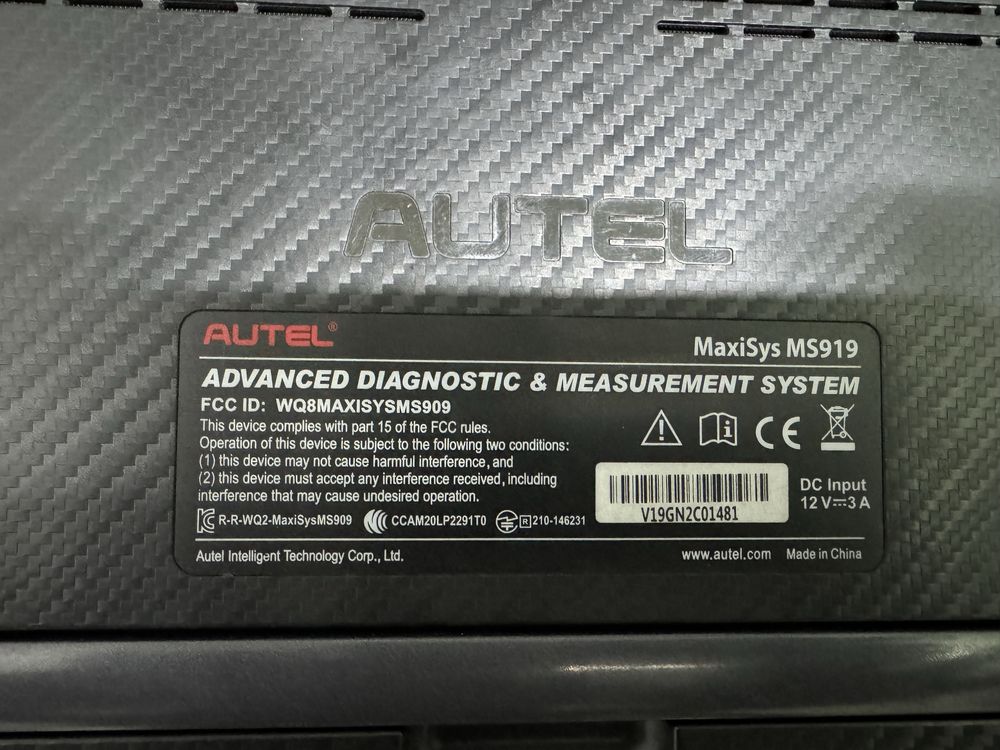 AUTEL
AUTEL®
MaxiSys MS919
ADVANCED DIAGNOSTIC & MEASUREMENT SYSTEM
FCC ID: WQ8MAXISYSMS909
This device complies with part 15 of the FCC rules.
Operation of this device is subject to the following two conditions:
(1) this device may not cause harmful interference, and
(2) this device must accept any interference received, including
interference that may cause undesired operation.
CE
V19GN2C01481
DC Input
12 V⎓3 A
R-R-WQ2-MaxiSysMS909
CCAM20LP2291T0
R 210-146231
Autel Intelligent Technology Corp., Ltd.
www.autel.com
Made in China